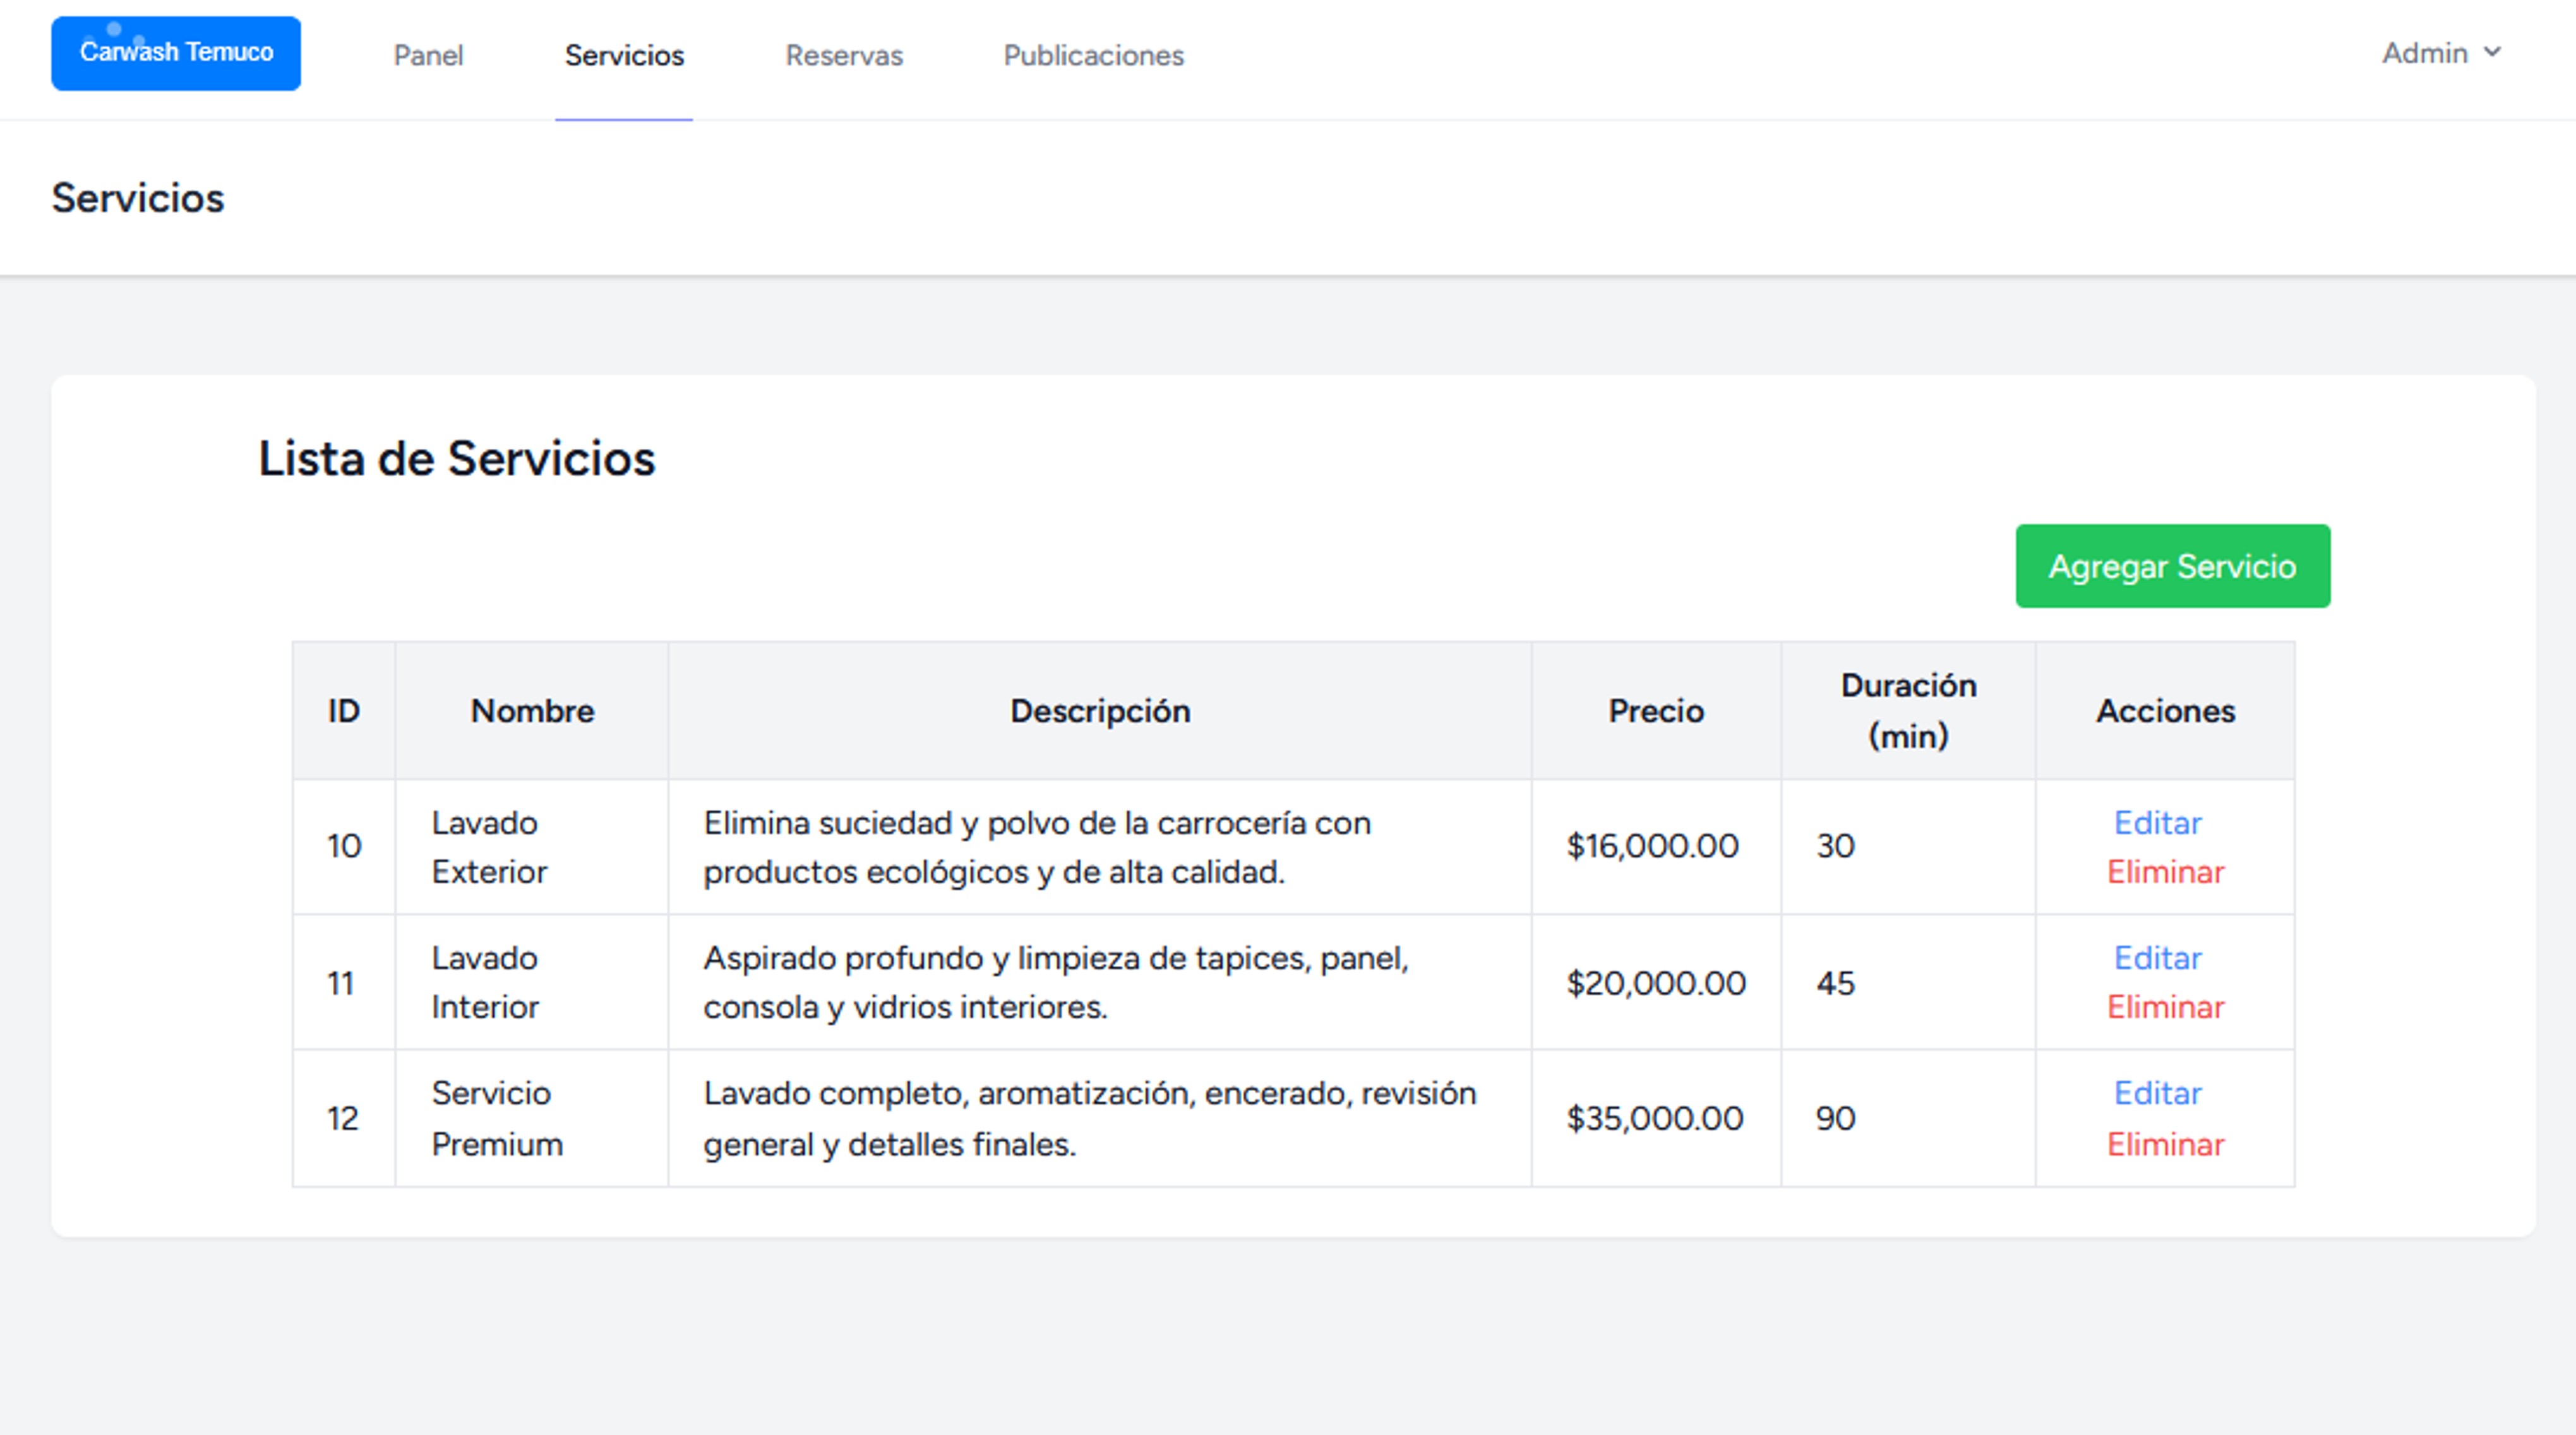 Carwash Temuco
Panel
Servicios
Reservas
Publicaciones
Admin
Servicios
Lista de Servicios
Agregar Servicio
ID
Nombre
Descripción
Precio
Duración
(min)
Acciones
10
Lavado
Exterior
Elimina suciedad y polvo de la carrocería con
productos ecológicos y de alta calidad.
$16,000.00
30
Editar
Eliminar
11
Lavado
Interior
Aspirado profundo y limpieza de tapices, panel,
consola y vidrios interiores.
$20,000.00
45
Editar
Eliminar
12
Servicio
Premium
Lavado completo, aromatización, encerado, revisión
general y detalles finales.
$35,000.00
90
Editar
Eliminar